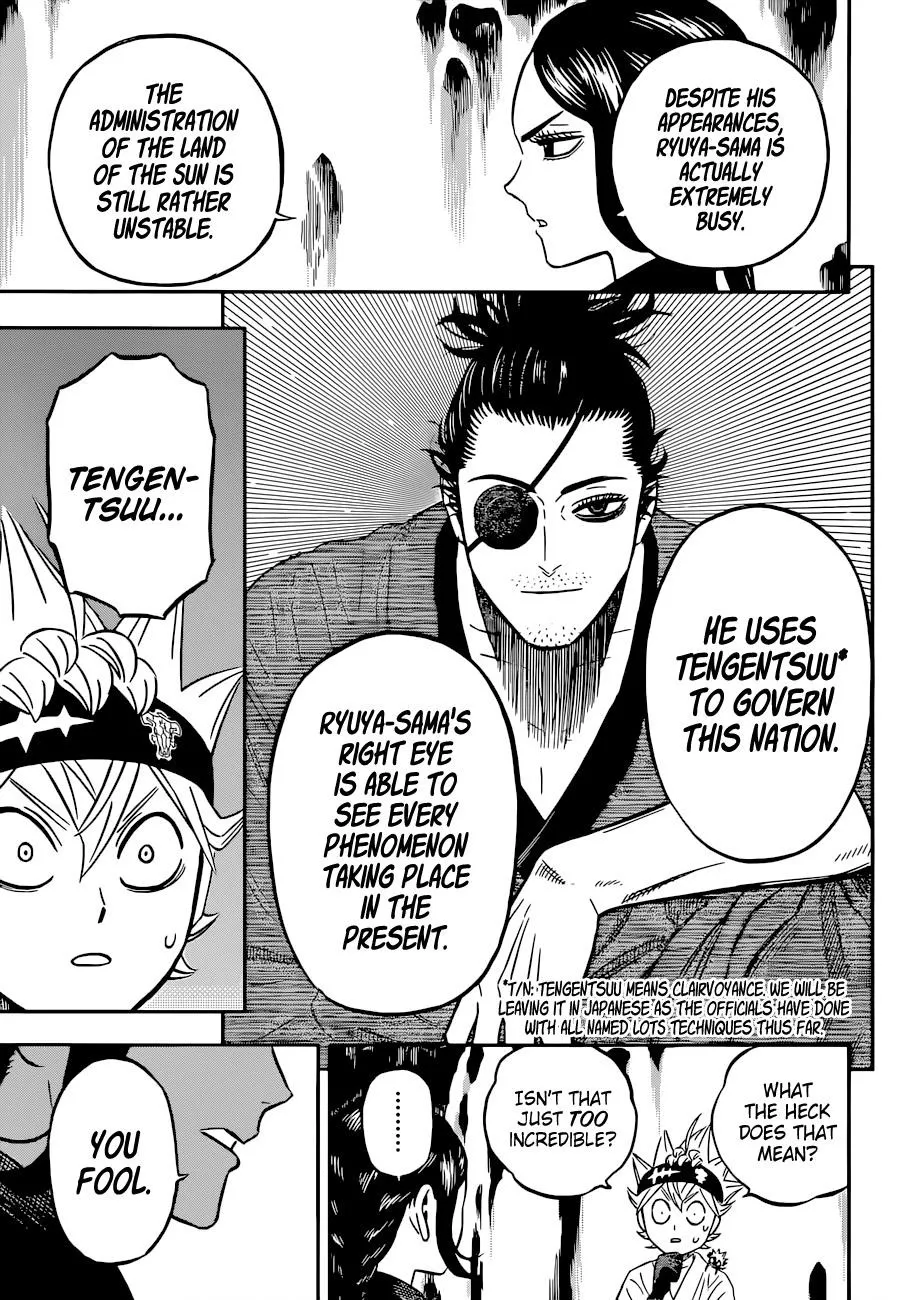 DESPITE HIS
APPEARANCES,
RYUYA-SAMA IS
ACTUALLY
EXTREMELY
BUSY.
THE
ADMINISTRATION
OF THE LAND
OF THE SUN IS
STILL RATHER
UNSTABLE.
HE USES
TENGENTSUU*
TO GOVERN
THIS NATION.
RYUYA-SAMA'S
RIGHT EYE
IS ABLE TO
SEE EVERY
PHENOMENON
TAKING PLACE
IN THE
PRESENT.
*T/N: TENGENTSUU MEANS CLAIRVOYANCE. WE WILL BE
LEAVING IT IN JAPANESE AS THE OFFICIALS HAVE DONE
WITH ALL NAMED LOTS TECHNIQUES THUS FAR.
TENGEN-
TSUU...
WHAT
THE HECK
DOES THAT
MEAN?
ISN'T THAT
JUST TOO
INCREDIBLE?
.........
YOU
FOOL.